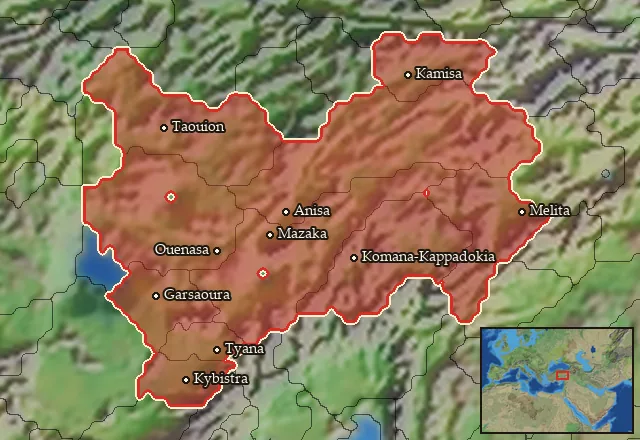 Kamisa
Taouion
Anisa
Melita
Mazaka
Ouenasa
Komana-Kappadokia
Garsaoura
Tyana
Kybistra